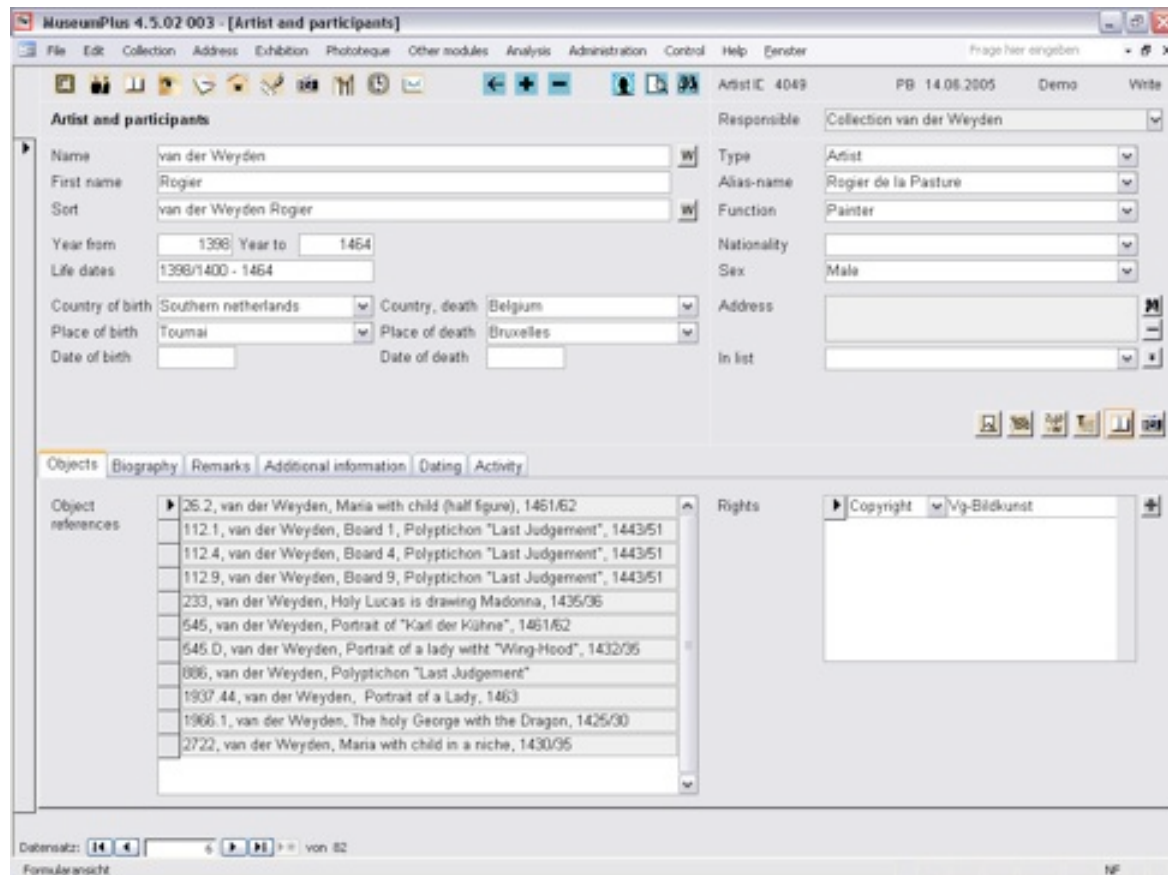 MuseumPlus 4.5.02 003 - [Artist and participants]
File Edit Collection Address Exhibition Phototeque Other modules Analysis Administration Control Help Fenster Frage hier eingeben
Artist IC 4049 PB 14.06.2005 Demo Write
Artist and participants
Responsible Collection van der Weyden
Name van der Weyden W Type Artist
First name Rogier Alias-name Rogier de la Pasture
Sort van der Weyden Rogier W Function Painter
Year from 1398 Year to 1464 Nationality
Life dates 1398/1400 - 1464 Sex Male
Country of birth Southern netherlands Country, death Belgium Address
Place of birth Tournai Place of death Bruxelles
Date of birth Date of death In list
Objects Biography Remarks Additional information Dating Activity
Object references
26.2, van der Weyden, Maria with child (half figure), 1461/62
112.1, van der Weyden, Board 1, Polyptichon "Last Judgement", 1443/51
112.4, van der Weyden, Board 4, Polyptichon "Last Judgement", 1443/51
112.9, van der Weyden, Board 9, Polyptichon "Last Judgement", 1443/51
233, van der Weyden, Holy Lucas is drawing Madonna, 1435/36
545, van der Weyden, Portrait of "Karl der Kühne", 1461/62
545.D, van der Weyden, Portrait of a lady witht "Wing-Hood", 1432/35
886, van der Weyden, Polyptichon "Last Judgement"
1937.44, van der Weyden, Portrait of a Lady, 1463
1966.1, van der Weyden, The holy George with the Dragon, 1425/30
2722, van der Weyden, Maria with child in a niche, 1430/35
Rights Copyright Vg-Bildkunst
Datensatz: 6 von 82
Formularansicht NF